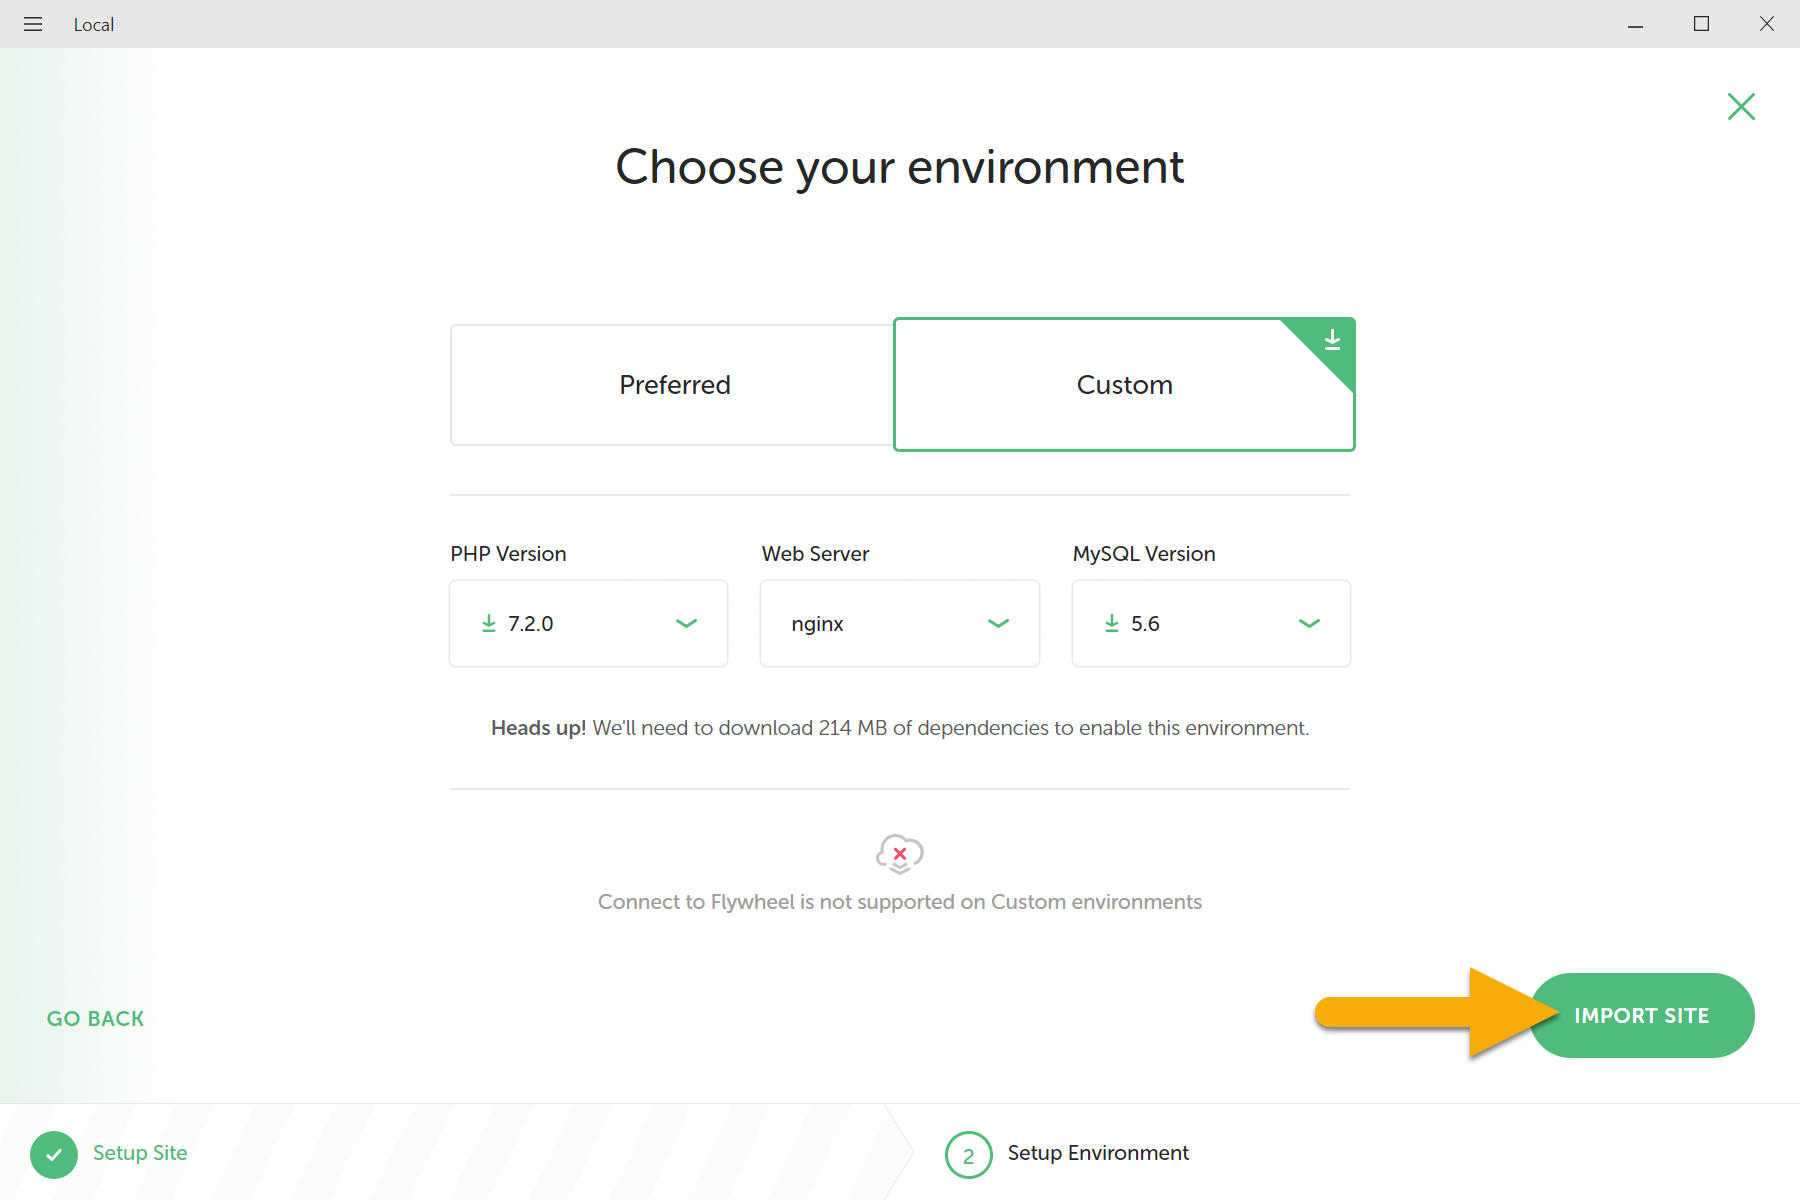 Local
Choose your environment
Preferred
Custom
PHP Version
Web Server
MySQL Version
7.2.0
nginx
5.6
Heads up! We'll need to download 214 MB of dependencies to enable this environment.
Connect to Flywheel is not supported on Custom environments
GO BACK
IMPORT SITE
Setup Site
2
Setup Environment